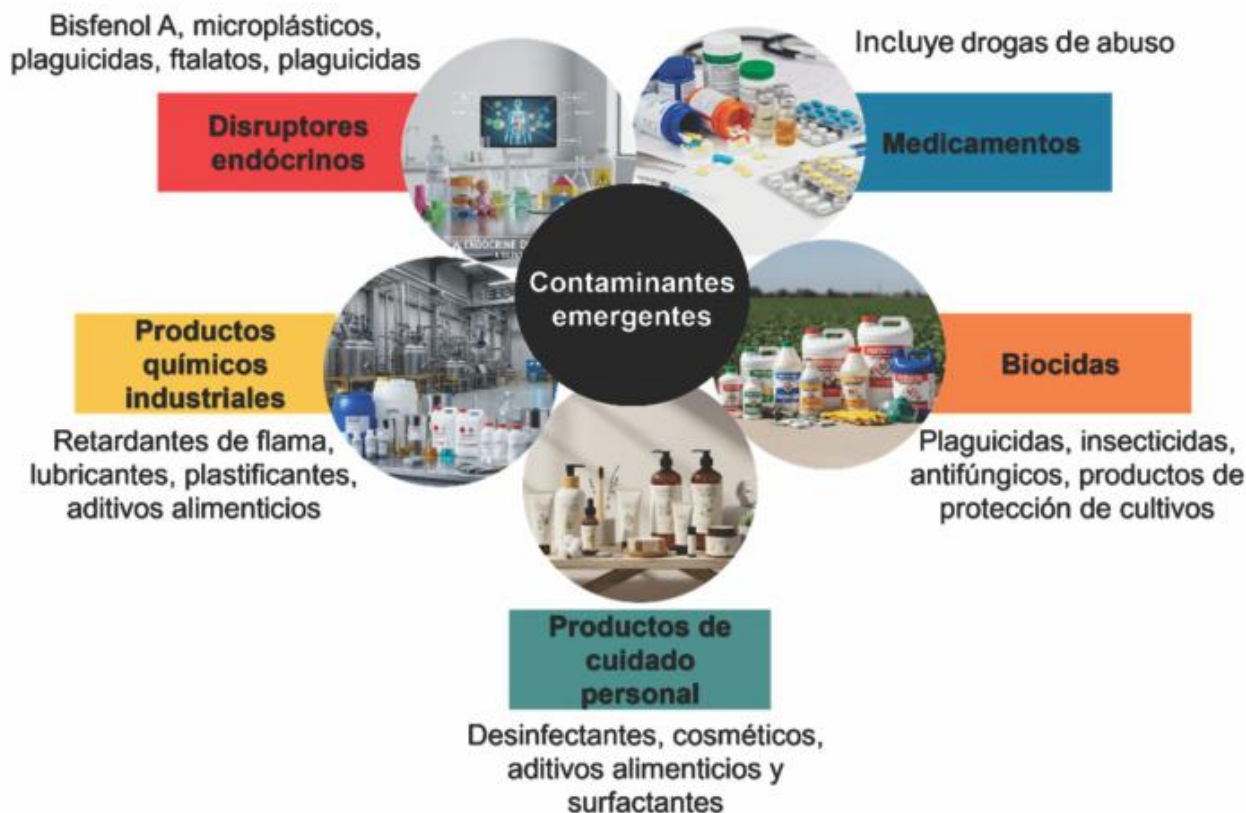 Bisfenol A, microplásticos,
plaguicidas, ftalatos, plaguicidas
Disruptores
endócrinos
Incluye drogas de abuso
Medicamentos
Contaminantes
emergentes
Productos
químicos
industriales
Retardantes de flama,
lubricantes, plastificantes,
aditivos alimenticios
Biocidas
Plaguicidas, insecticidas,
antifúngicos, productos de
protección de cultivos
Productos de
cuidado
personal
Desinfectantes, cosméticos,
aditivos alimenticios y
surfactantes